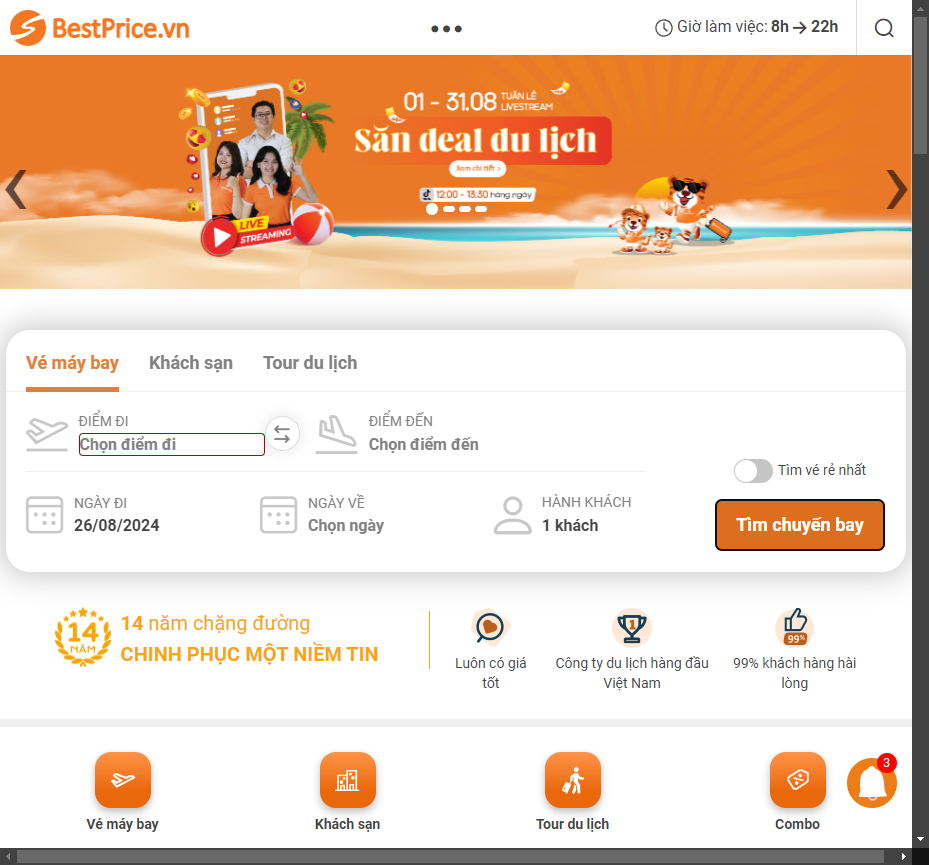 BestPrice.vn
Giờ làm việc: 8h → 22h
01 - 31.08 TUẦN LỄ LIVESTREAM
Săn deal du lịch
Xem chi tiết >
12:00 - 13:30 hàng ngày
LIVE
STREAMING
Vé máy bay Khách sạn Tour du lịch
ĐIỂM ĐI
Chọn điểm đi
ĐIỂM ĐẾN
Chọn điểm đến
Tìm vé rẻ nhất
NGÀY ĐI
26/08/2024
NGÀY VỀ
Chọn ngày
HÀNH KHÁCH
1 khách
Tìm chuyến bay
14
NĂM
14 năm chặng đường
CHINH PHỤC MỘT NIỀM TIN
Luôn có giá
tốt
1
Công ty du lịch hàng đầu
Việt Nam
99%
99% khách hàng hài
lòng
Vé máy bay
Khách sạn
Tour du lịch
Combo
3